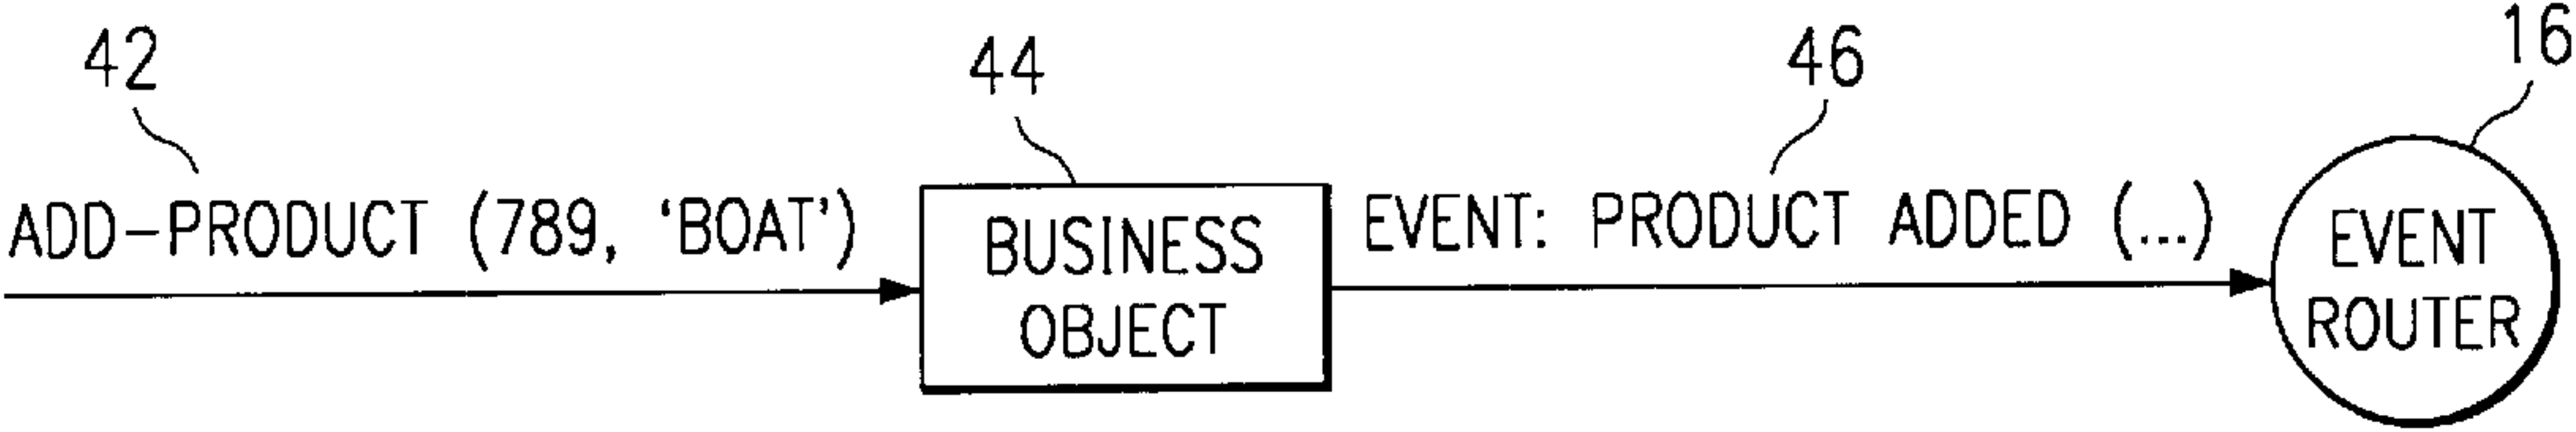 42
44
46
16
ADD-PRODUCT (789, ‘BOAT’)
BUSINESS
OBJECT
EVENT: PRODUCT ADDED (...)
EVENT
ROUTER